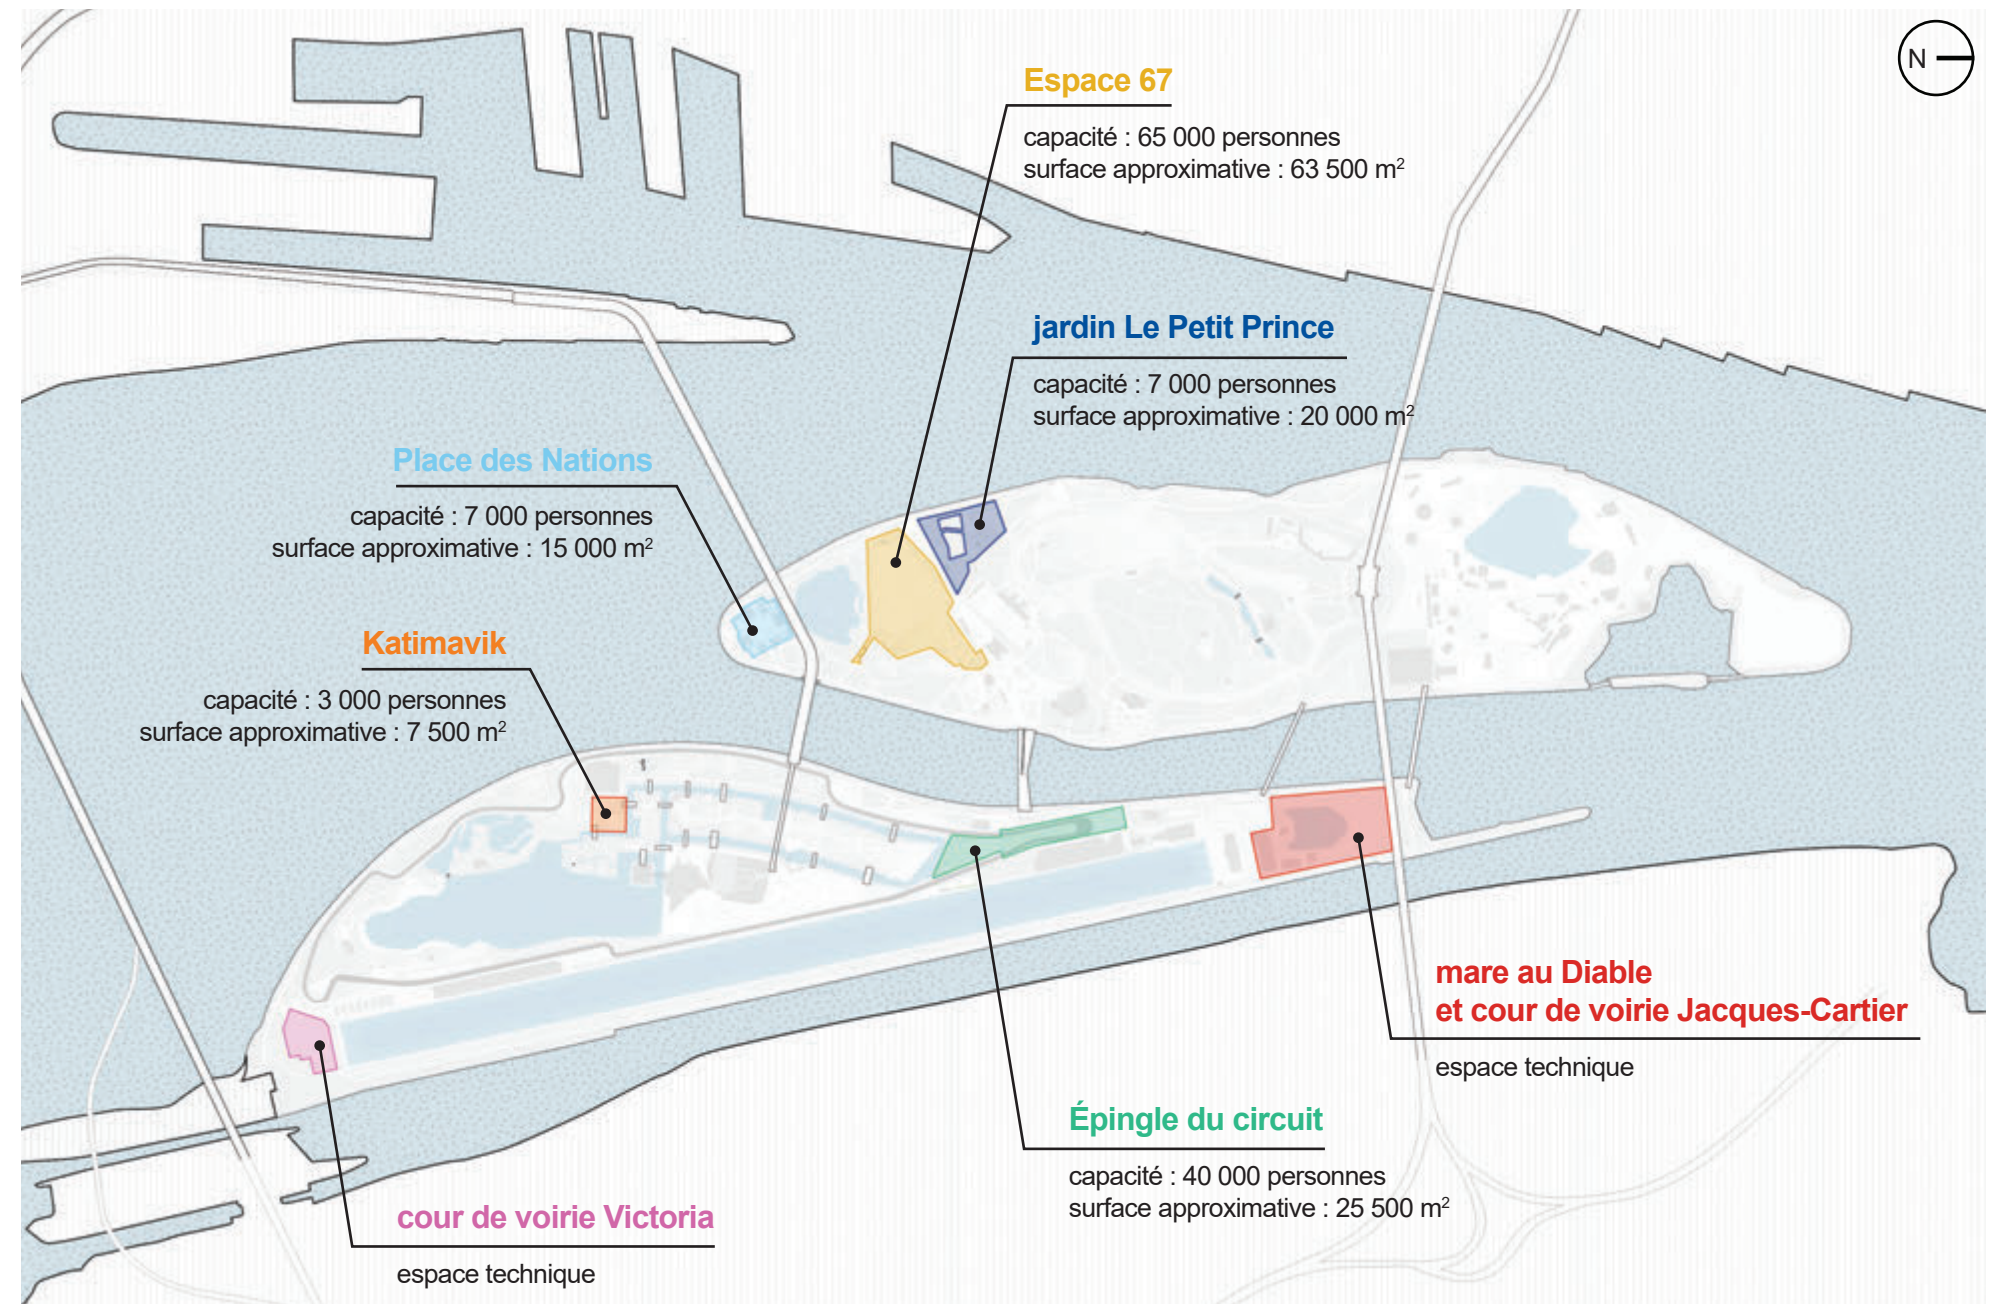 N
Espace 67
capacité : 65 000 personnes
surface approximative : 63 500 m²
jardin Le Petit Prince
capacité : 7 000 personnes
surface approximative : 20 000 m²
Place des Nations
capacité : 7 000 personnes
surface approximative : 15 000 m²
Katimavik
capacité : 3 000 personnes
surface approximative : 7 500 m²
mare au Diable
et cour de voirie Jacques-Cartier
espace technique
Épingle du circuit
capacité : 40 000 personnes
surface approximative : 25 500 m²
cour de voirie Victoria
espace technique